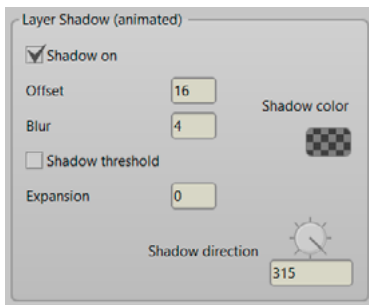 Layer Shadow (animated)
Shadow on
Offset 16
Shadow color
Blur 4
Shadow threshold
Expansion 0
Shadow direction
315